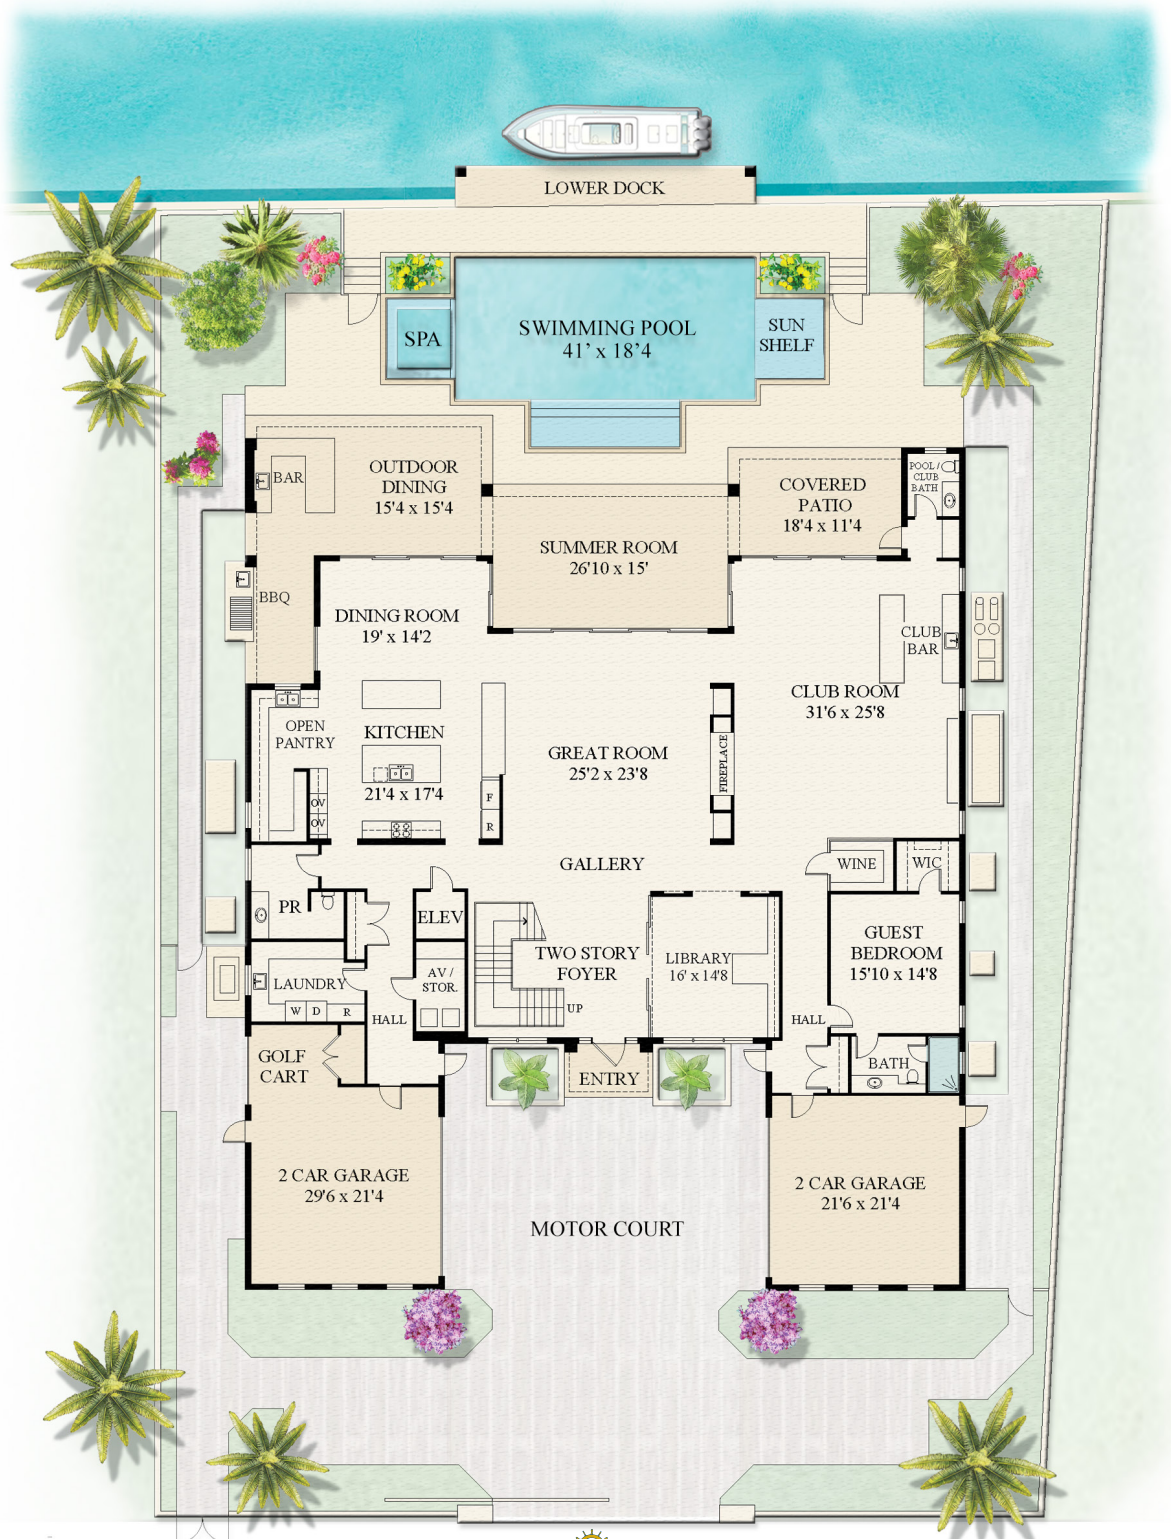 LOWER DOCK
SWIMMING POOL
41’ x 18’4
SPA
SUN
SHELF
OUTDOOR
DINING
15'4 x 15'4
BAR
COVERED
PATIO
18'4 x 11'4
POOL /
CLUB
BATH
SUMMER ROOM
26'10 x 15'
BBQ
DINING ROOM
19' x 14'2
CLUB
BAR
CLUB ROOM
31'6 x 25'8
OPEN
PANTRY
KITCHEN
21'4 x 17'4
OV
OV
F
R
GREAT ROOM
25'2 x 23'8
FIREPLACE
GALLERY
WINE
WIC
PR
ELEV
TWO STORY
FOYER
UP
LIBRARY
16' x 14'8
GUEST
BEDROOM
15'10 x 14'8
LAUNDRY
W
D
R
AV /
STOR.
HALL
HALL
GOLF
CART
ENTRY
BATH
2 CAR GARAGE
29'6 x 21'4
2 CAR GARAGE
21'6 x 21'4
MOTOR COURT